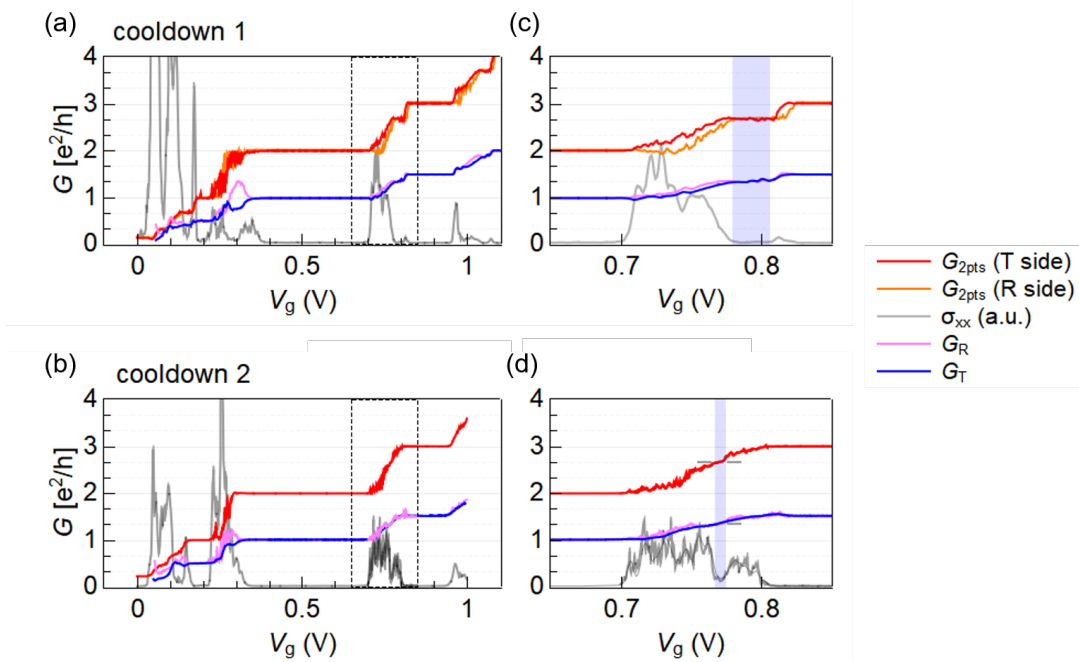 (a) cooldown 1
G [e²/h]
4
3
2
1
0
0 0.5 1
Vg (V)
(c)
4
3
2
1
0
0.7 0.8
Vg (V)
G2pts (T side)
G2pts (R side)
σxx (a.u.)
GR
GT
(b) cooldown 2
G [e²/h]
4
3
2
1
0
0 0.5 1
Vg (V)
(d)
4
3
2
1
0
0.7 0.8
Vg (V)